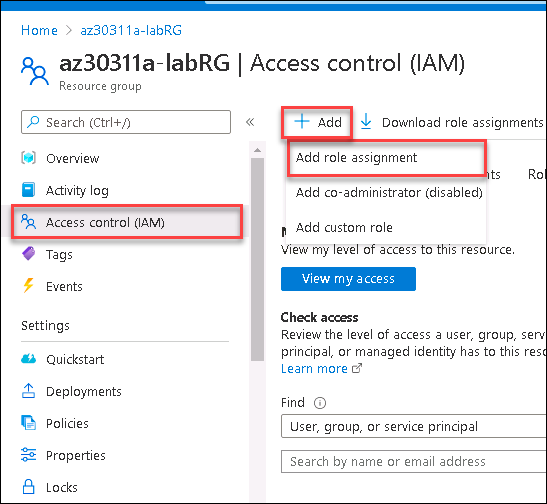 Home > az30311a-labRG >
az30311a-labRG | Access control (IAM)
Resource group
Search (Ctrl+/)
«
Overview
Activity log
Access control (IAM)
Tags
Events
Settings
Quickstart
Deployments
Policies
Properties
Locks
+ Add
Download role assignments
Add role assignment
Add co-administrator (disabled)
Add custom role
nts
Rol
View my level of access to this resource.
View my access
Check access
Review the level of access a user, group, serv
principal, or managed identity has to this reso
Learn more
Find
User, group, or service principal
Search by name or email address